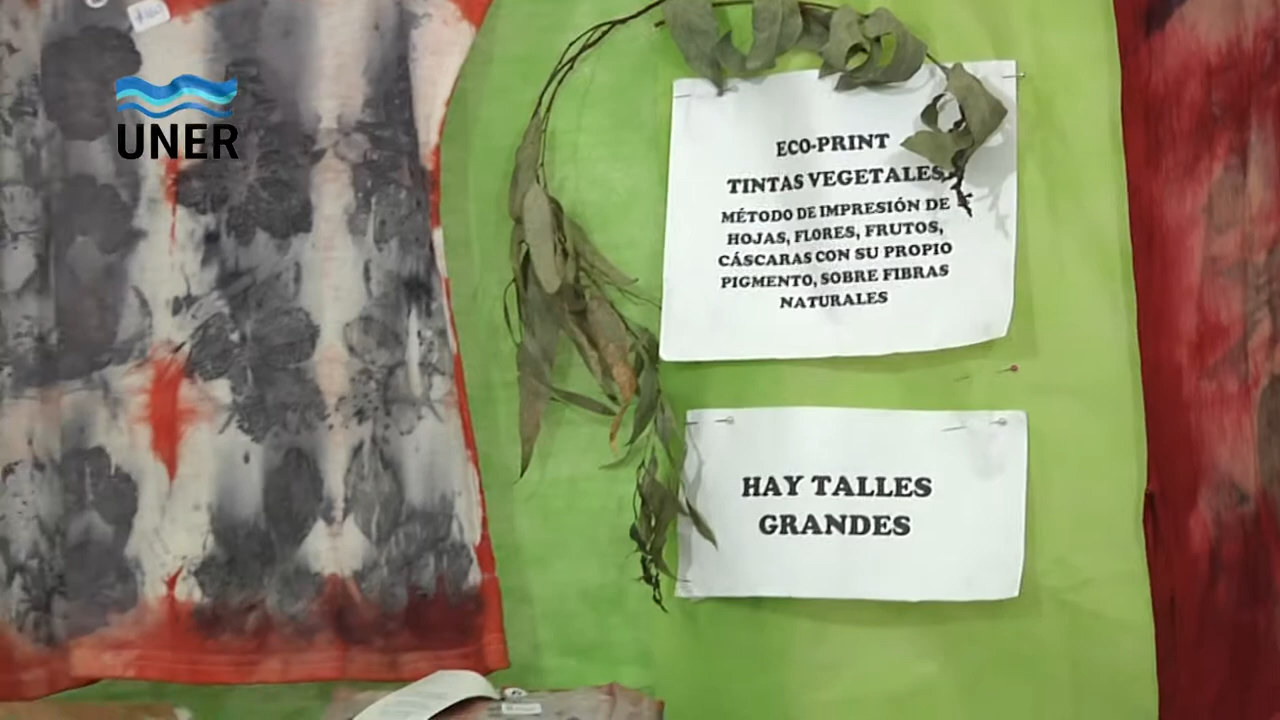 UNER
ECO-PRINT
TINTAS VEGETALES
MÉTODO DE IMPRESIÓN DE
HOJAS, FLORES, FRUTOS,
CÁSCARAS CON SU PROPIO
PIGMENTO, SOBRE FIBRAS
NATURALES
HAY TALLES
GRANDES